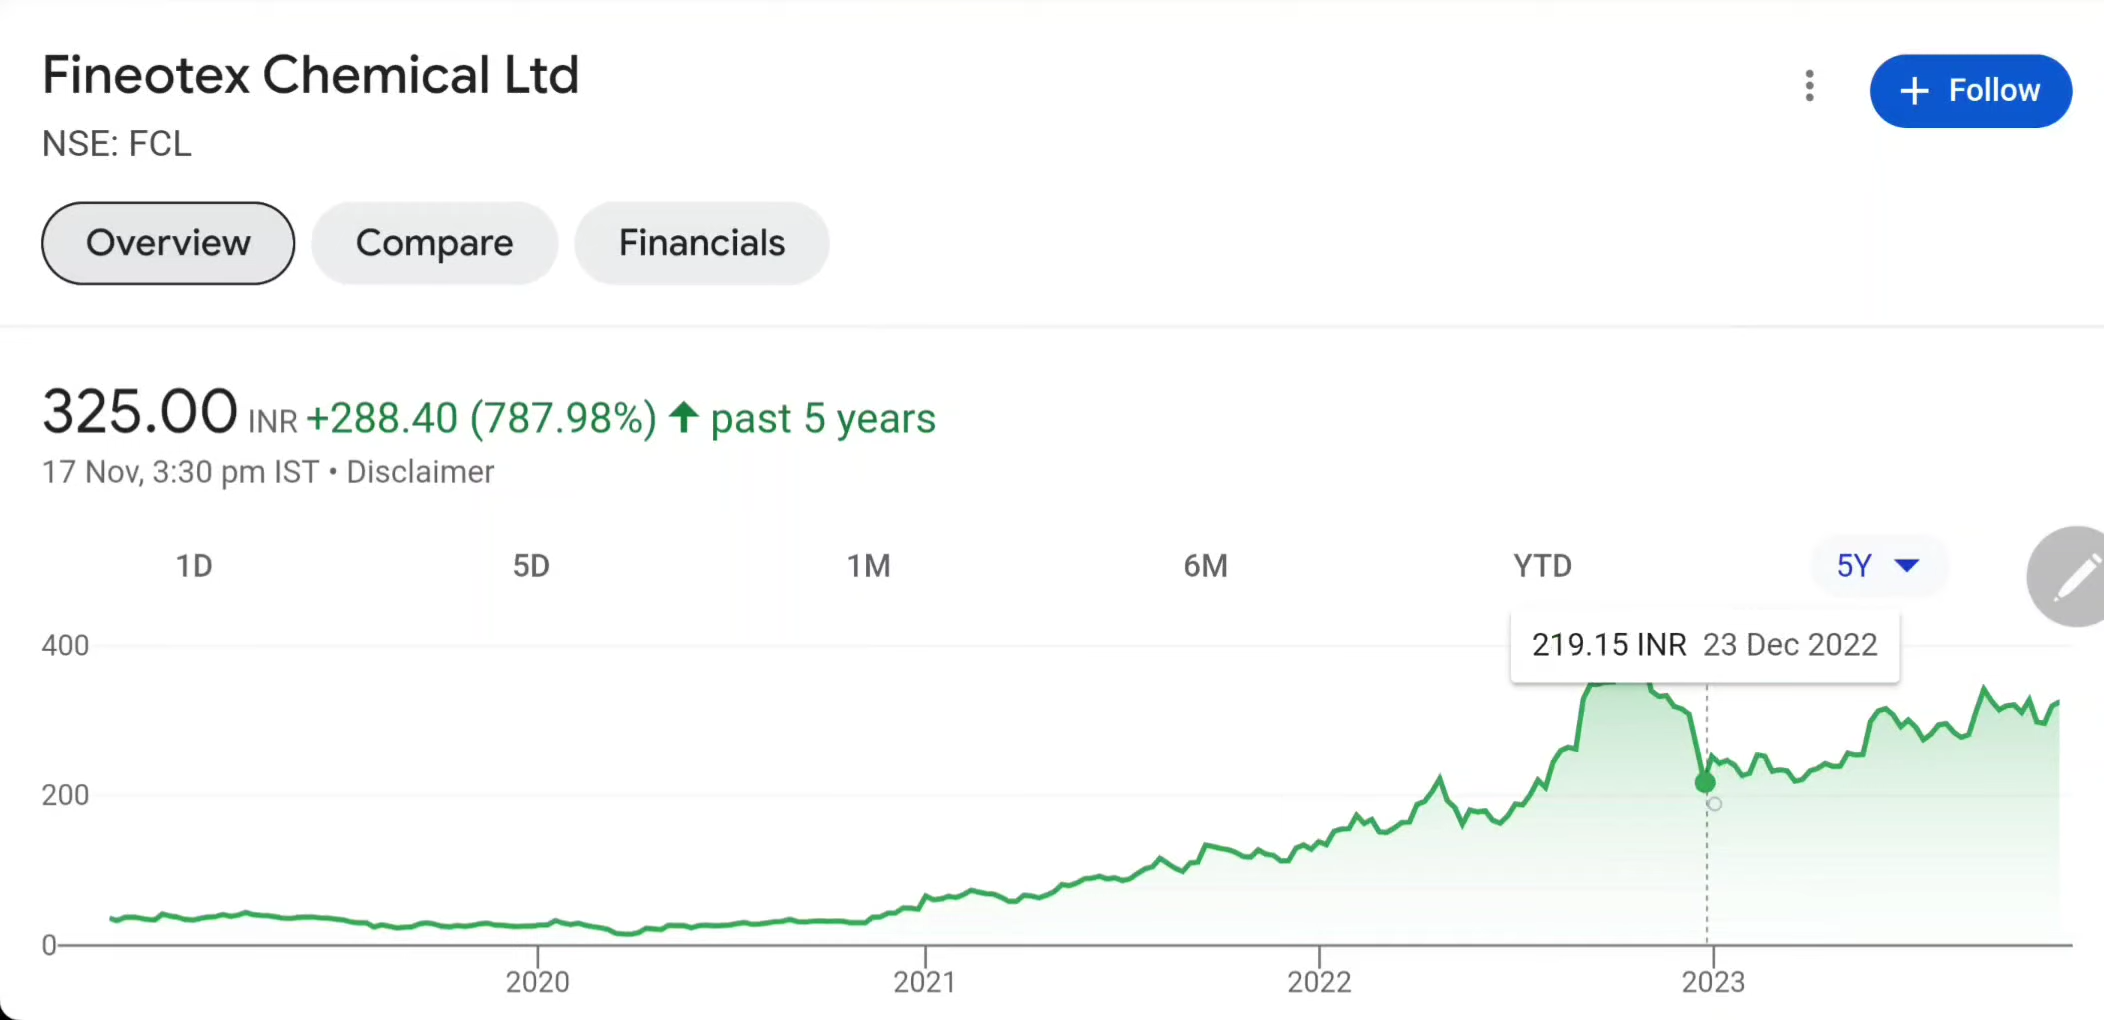 Fineotex Chemical Ltd
+ Follow
NSE: FCL
Overview Compare Financials
325.00 INR +288.40 (787.98%) ↑ past 5 years
17 Nov, 3:30 pm IST • Disclaimer
1D 5D 1M 6M YTD 5Y
219.15 INR 23 Dec 2022
400
200
0
2020 2021 2022 2023